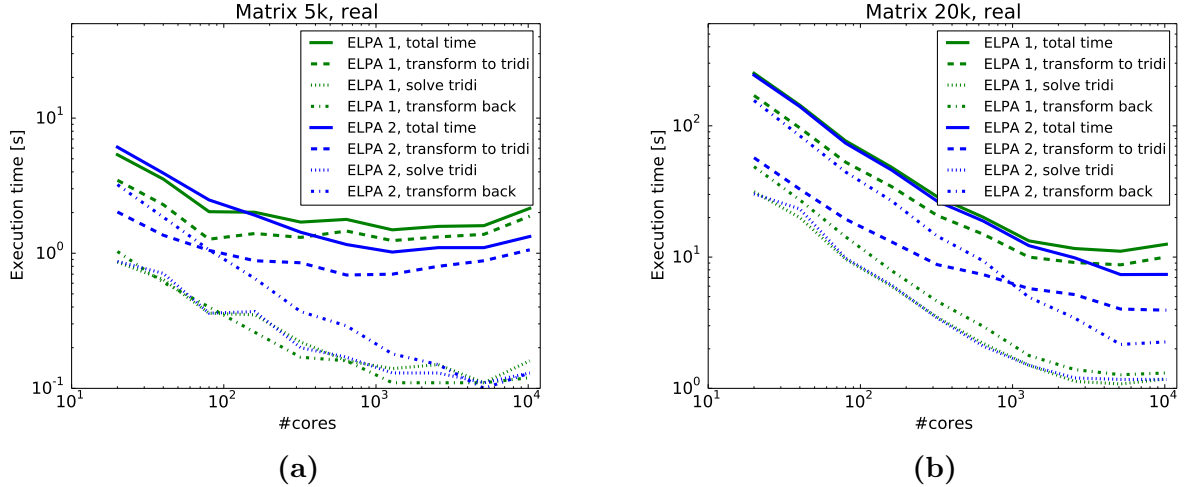 Matrix 5k, real
ELPA 1, total time
ELPA 1, transform to tridi
ELPA 1, solve tridi
ELPA 1, transform back
ELPA 2, total time
ELPA 2, transform to tridi
ELPA 2, solve tridi
ELPA 2, transform back
Execution time [s]
10^1
10^0
10^-1
10^1
10^2
10^3
10^4
#cores
(a)
Matrix 20k, real
ELPA 1, total time
ELPA 1, transform to tridi
ELPA 1, solve tridi
ELPA 1, transform back
ELPA 2, total time
ELPA 2, transform to tridi
ELPA 2, solve tridi
ELPA 2, transform back
Execution time [s]
10^2
10^1
10^0
10^1
10^2
10^3
10^4
#cores
(b)